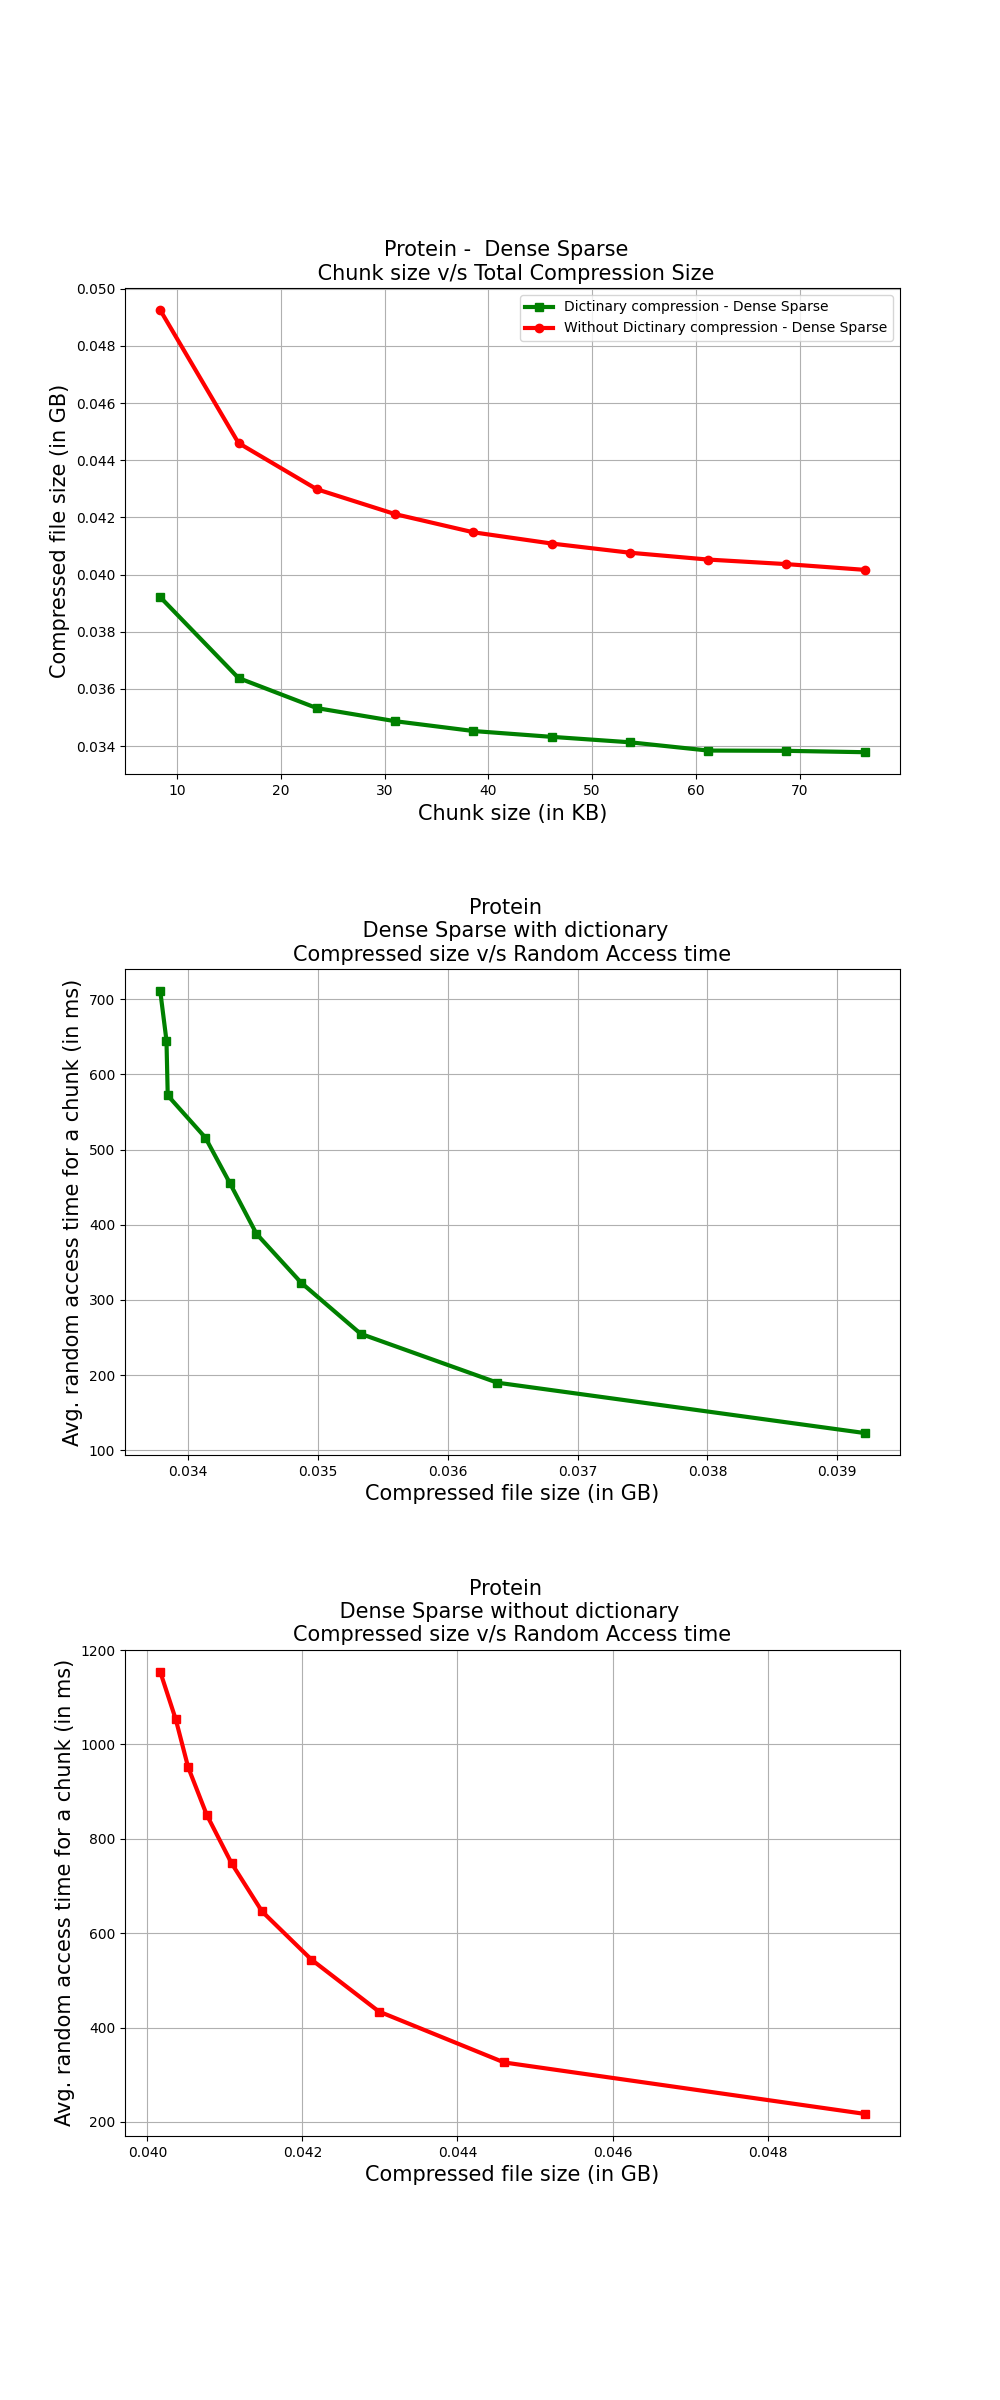 Protein -  Dense Sparse
Chunk size v/s Total Compression Size
Dictinary compression - Dense Sparse
Without Dictinary compression - Dense Sparse
Compressed file size (in GB)
0.050
0.048
0.046
0.044
0.042
0.040
0.038
0.036
0.034
10 20 30 40 50 60 70
Chunk size (in KB)
Protein
Dense Sparse with dictionary
Compressed size v/s Random Access time
Avg. random access time for a chunk (in ms)
700
600
500
400
300
200
100
0.034 0.035 0.036 0.037 0.038 0.039
Compressed file size (in GB)
Protein
Dense Sparse without dictionary
Compressed size v/s Random Access time
Avg. random access time for a chunk (in ms)
1200
1000
800
600
400
200
0.040 0.042 0.044 0.046 0.048
Compressed file size (in GB)